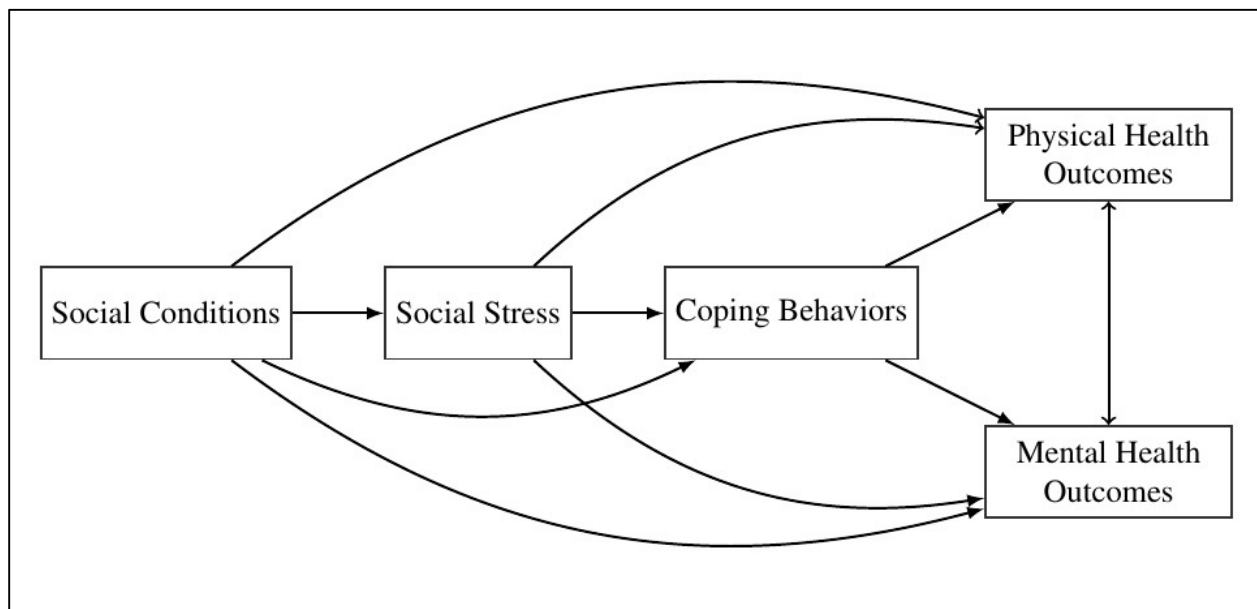 Physical Health
Outcomes
Social Conditions
Social Stress
Coping Behaviors
Mental Health
Outcomes